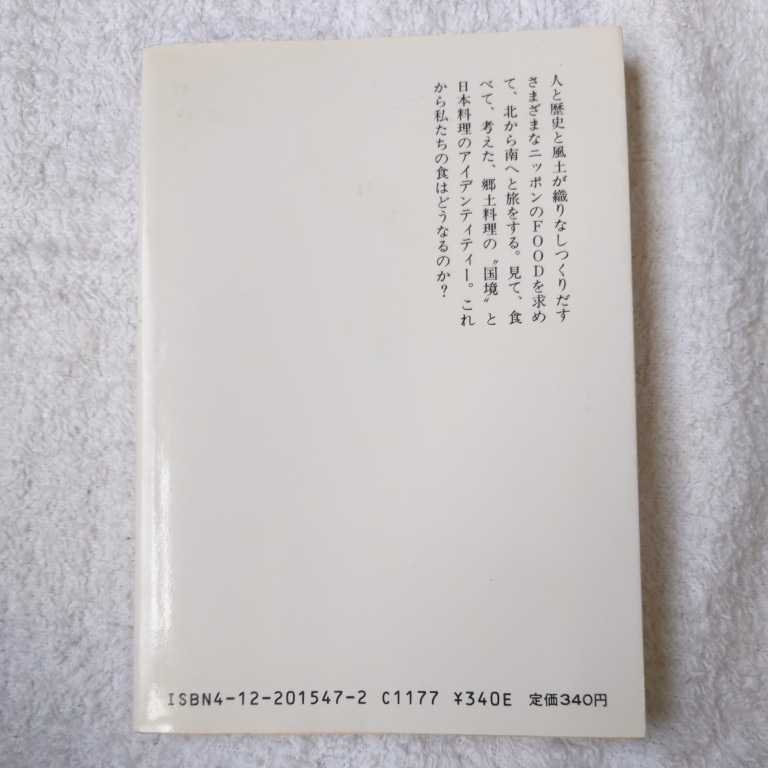 人と歴史と風土が織りなしつくりだす
さまざまなニッポンのFOODを求め
て、北から南へと旅をする。見て、食
べて、考えた、郷土料理の〝国境〟と
日本料理のアイデンティティー。これ
から私たちの食はどうなるのか？
ISBN4-12-201547-2 C1177 ¥340E 定価340円